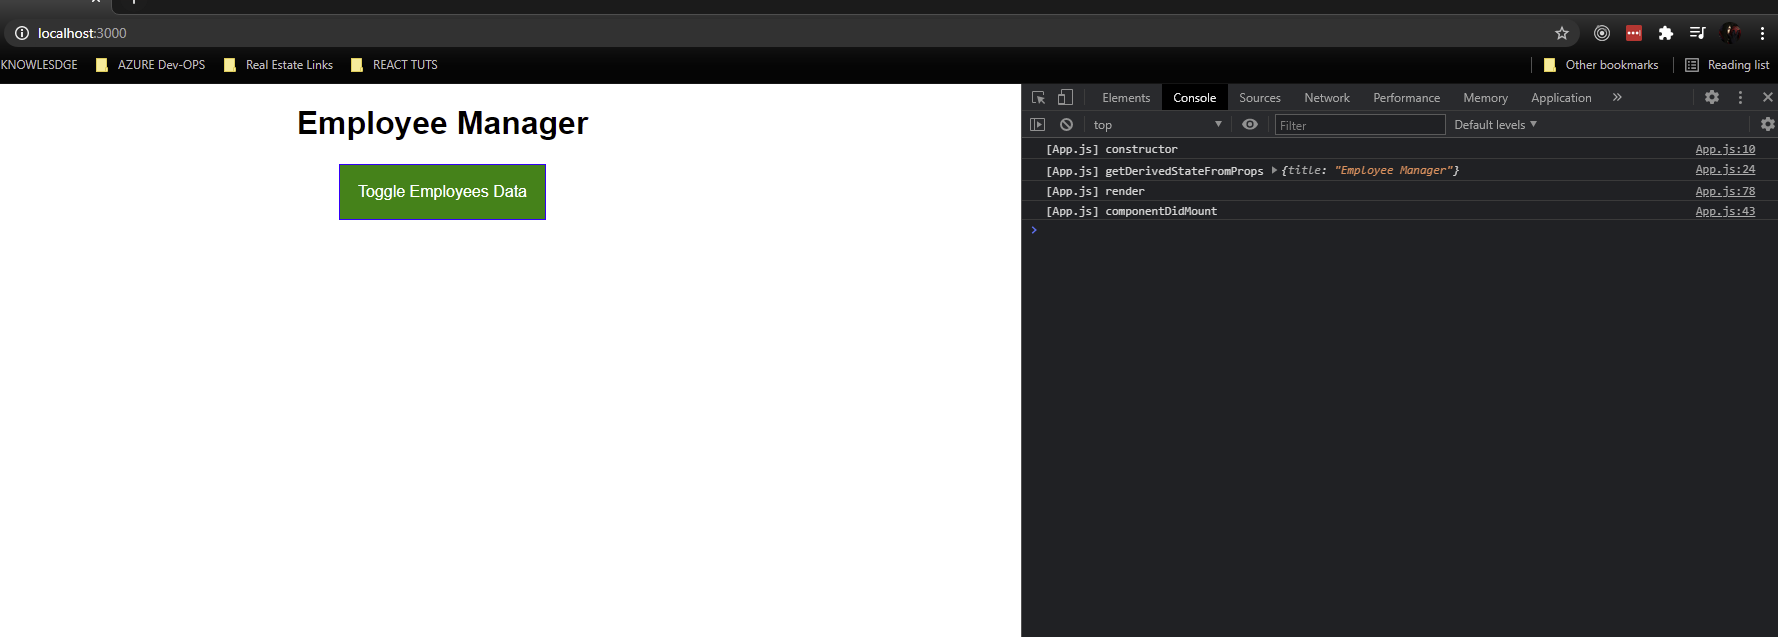 localhost:3000
KNOWLESDGE AZURE Dev-OPS Real Estate Links REACT TUTS Other bookmarks Reading list
Employee Manager
Toggle Employees Data
Elements Console Sources Network Performance Memory Application »
top Filter Default levels
[App.js] constructor App.js:10
[App.js] getDerivedStateFromProps {title: "Employee Manager"} App.js:24
[App.js] render App.js:78
[App.js] componentDidMount App.js:43